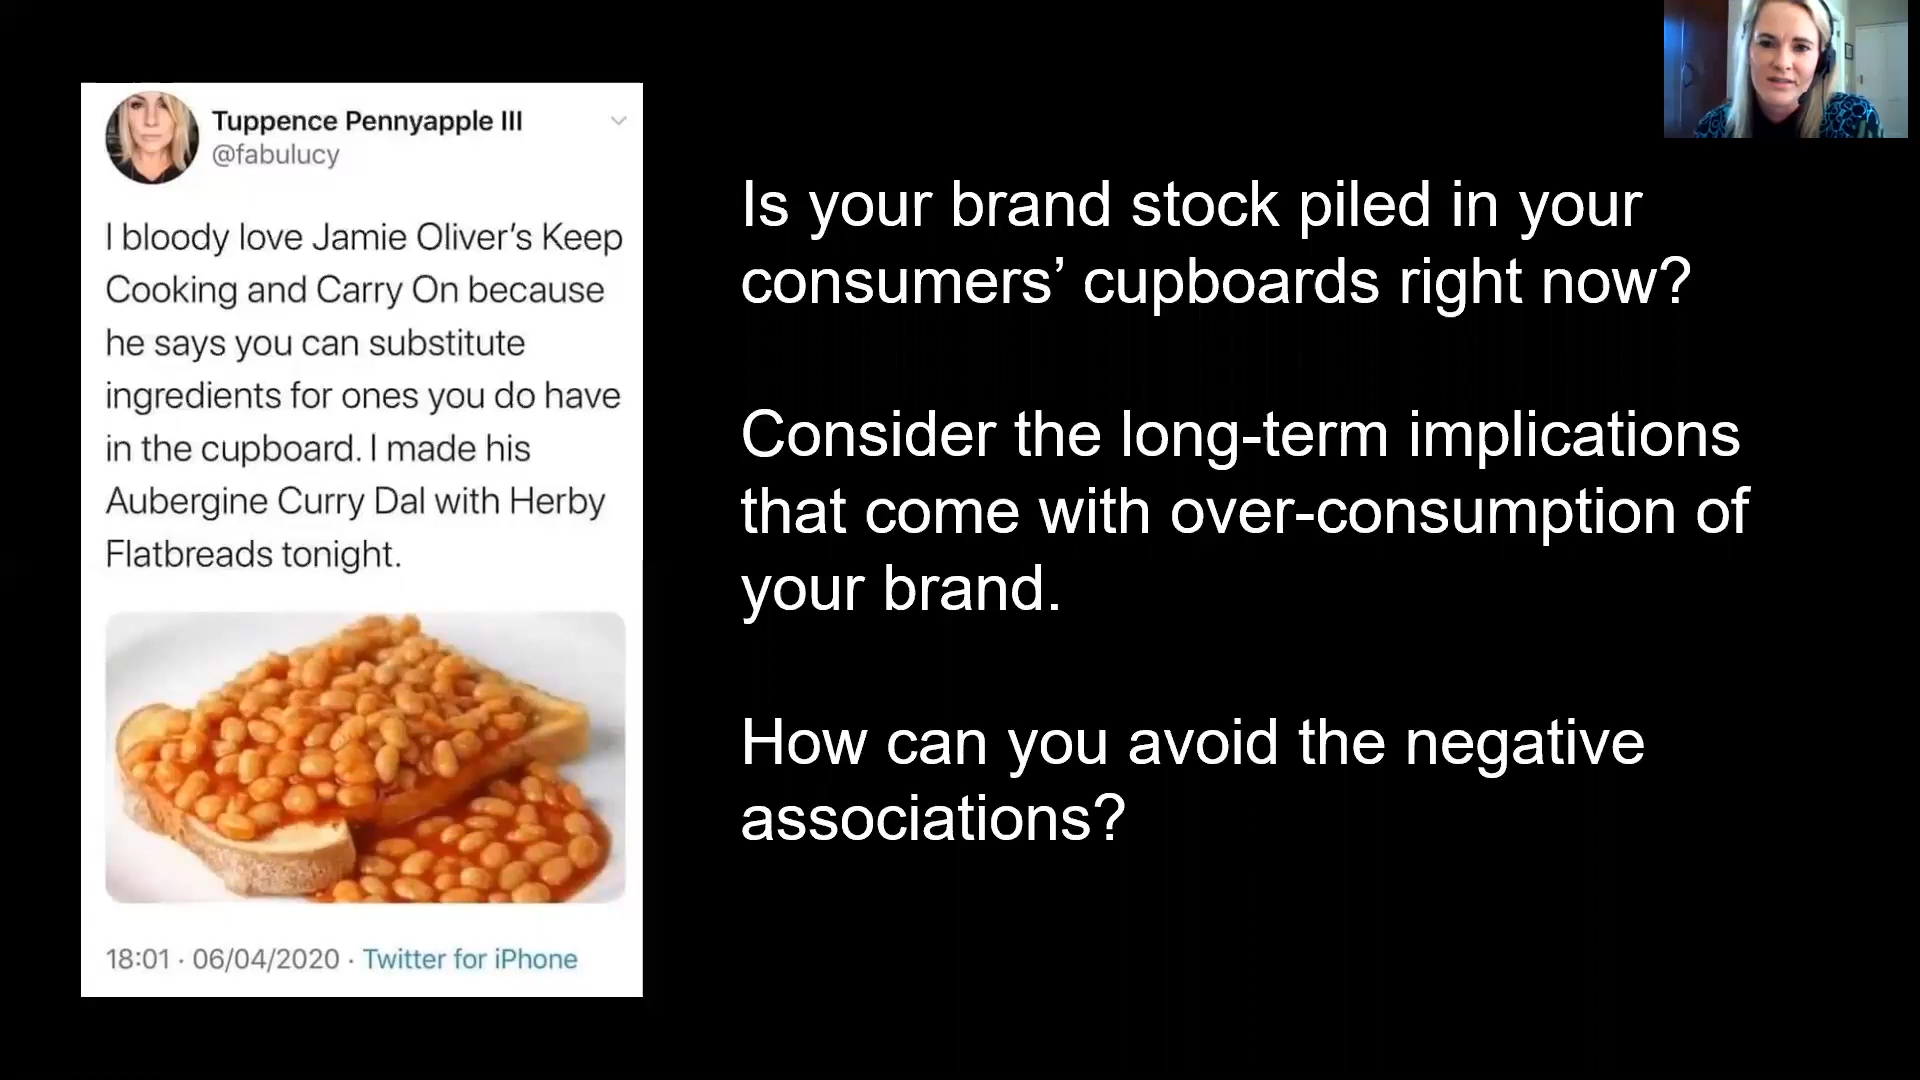 Tuppence Pennyapple III
@fabulucy
I bloody love Jamie Oliver's Keep
Cooking and Carry On because
he says you can substitute
ingredients for ones you do have
in the cupboard. I made his
Aubergine Curry Dal with Herby
Flatbreads tonight.
18:01 · 06/04/2020 · Twitter for iPhone
Is your brand stock piled in your
consumers’ cupboards right now?
Consider the long-term implications
that come with over-consumption of
your brand.
How can you avoid the negative
associations?